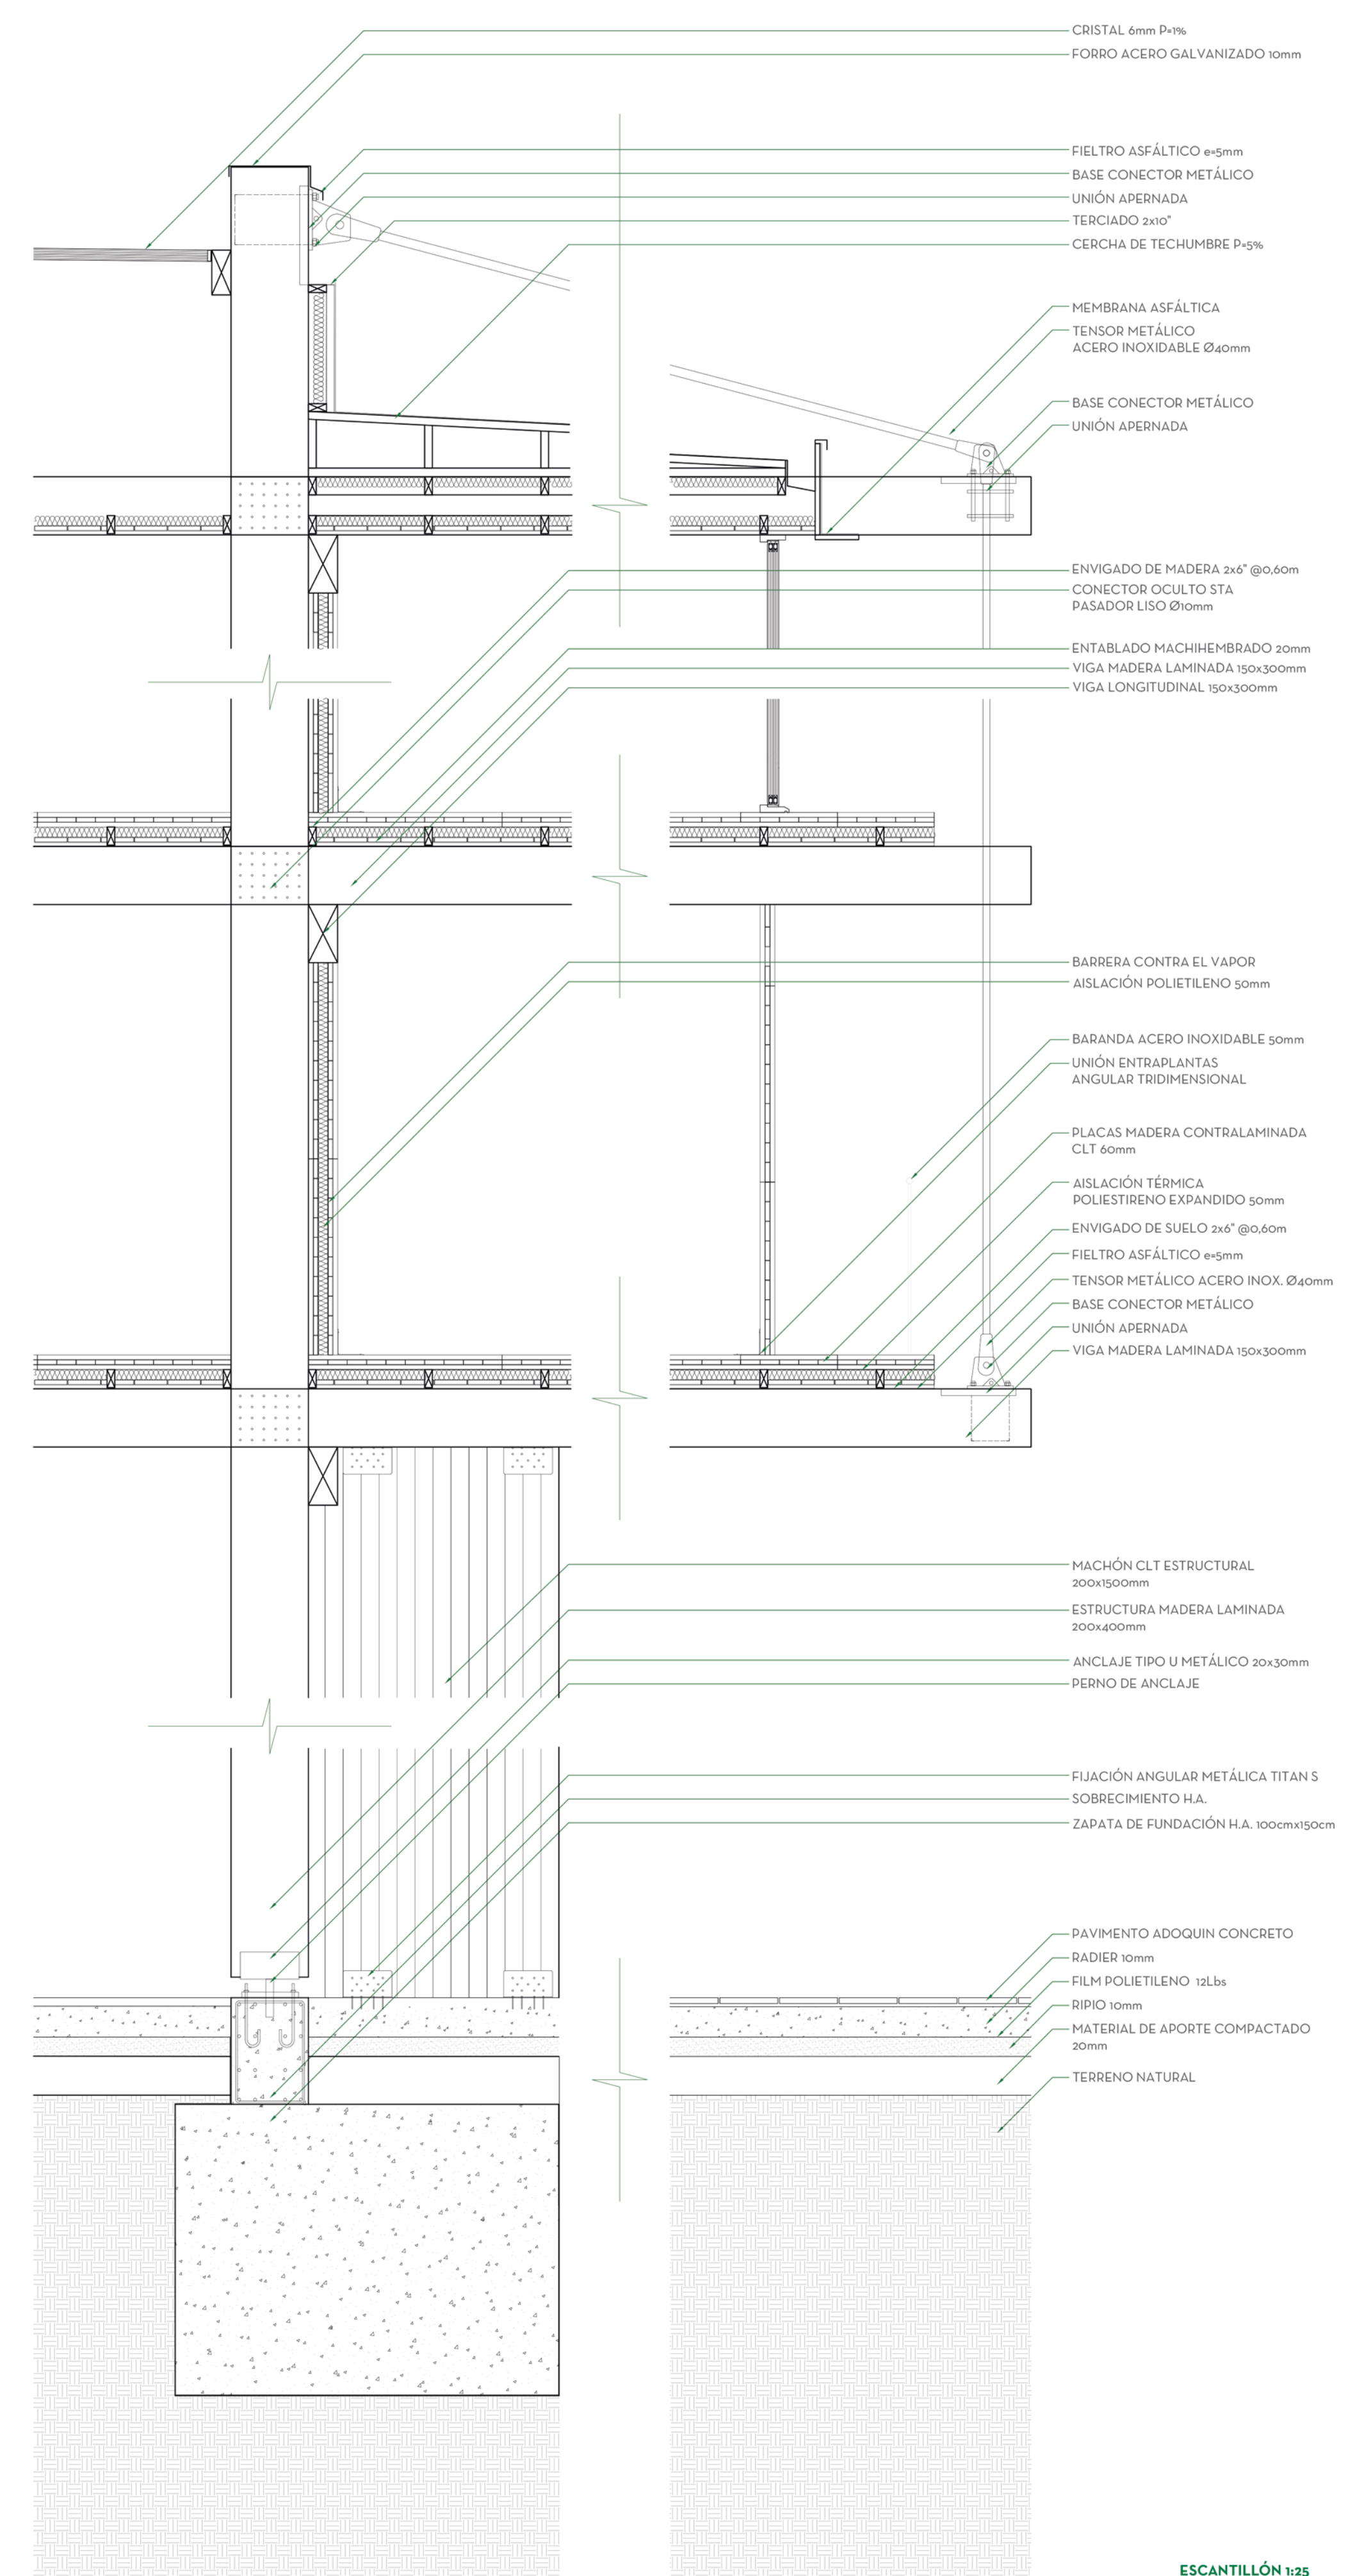 CRISTAL 6mm P=1%
FORRO ACERO GALVANIZADO 10mm
FIELTRO ASFÁLTICO e=5mm
BASE CONECTOR METÁLICO
UNIÓN APERNADA
TERCIADO 2x10"
CERCHA DE TECHUMBRE P=5%
MEMBRANA ASFÁLTICA
TENSOR METÁLICO
ACERO INOXIDABLE Ø40mm
BASE CONECTOR METÁLICO
UNIÓN APERNADA
ENVIGADO DE MADERA 2x6" @0,60m
CONECTOR OCULTO STA
PASADOR LISO Ø10mm
ENTABLADO MACHIHEMBRADO 20mm
VIGA MADERA LAMINADA 150x300mm
VIGA LONGITUDINAL 150x300mm
BARRERA CONTRA EL VAPOR
AISLACIÓN POLIETILENO 50mm
BARANDA ACERO INOXIDABLE 50mm
UNIÓN ENTRAPLANTAS
ANGULAR TRIDIMENSIONAL
PLACAS MADERA CONTRALAMINADA
CLT 60mm
AISLACIÓN TÉRMICA
POLIESTIRENO EXPANDIDO 50mm
ENVIGADO DE SUELO 2x6" @0,60m
FIELTRO ASFÁLTICO e=5mm
TENSOR METÁLICO ACERO INOX. Ø40mm
BASE CONECTOR METÁLICO
UNIÓN APERNADA
VIGA MADERA LAMINADA 150x300mm
MACHÓN CLT ESTRUCTURAL
200x1500mm
ESTRUCTURA MADERA LAMINADA
200x400mm
ANCLAJE TIPO U METÁLICO 20x30mm
PERNO DE ANCLAJE
FIJACIÓN ANGULAR METÁLICA TITAN S
SOBRECIMIENTO H.A.
ZAPATA DE FUNDACIÓN H.A. 100cmx150cm
PAVIMENTO ADOQUIN CONCRETO
RADIER 10mm
FILM POLIETILENO 12Lbs
RIPIO 10mm
MATERIAL DE APORTE COMPACTADO
20mm
TERRENO NATURAL
ESCANTILLÓN 1:25